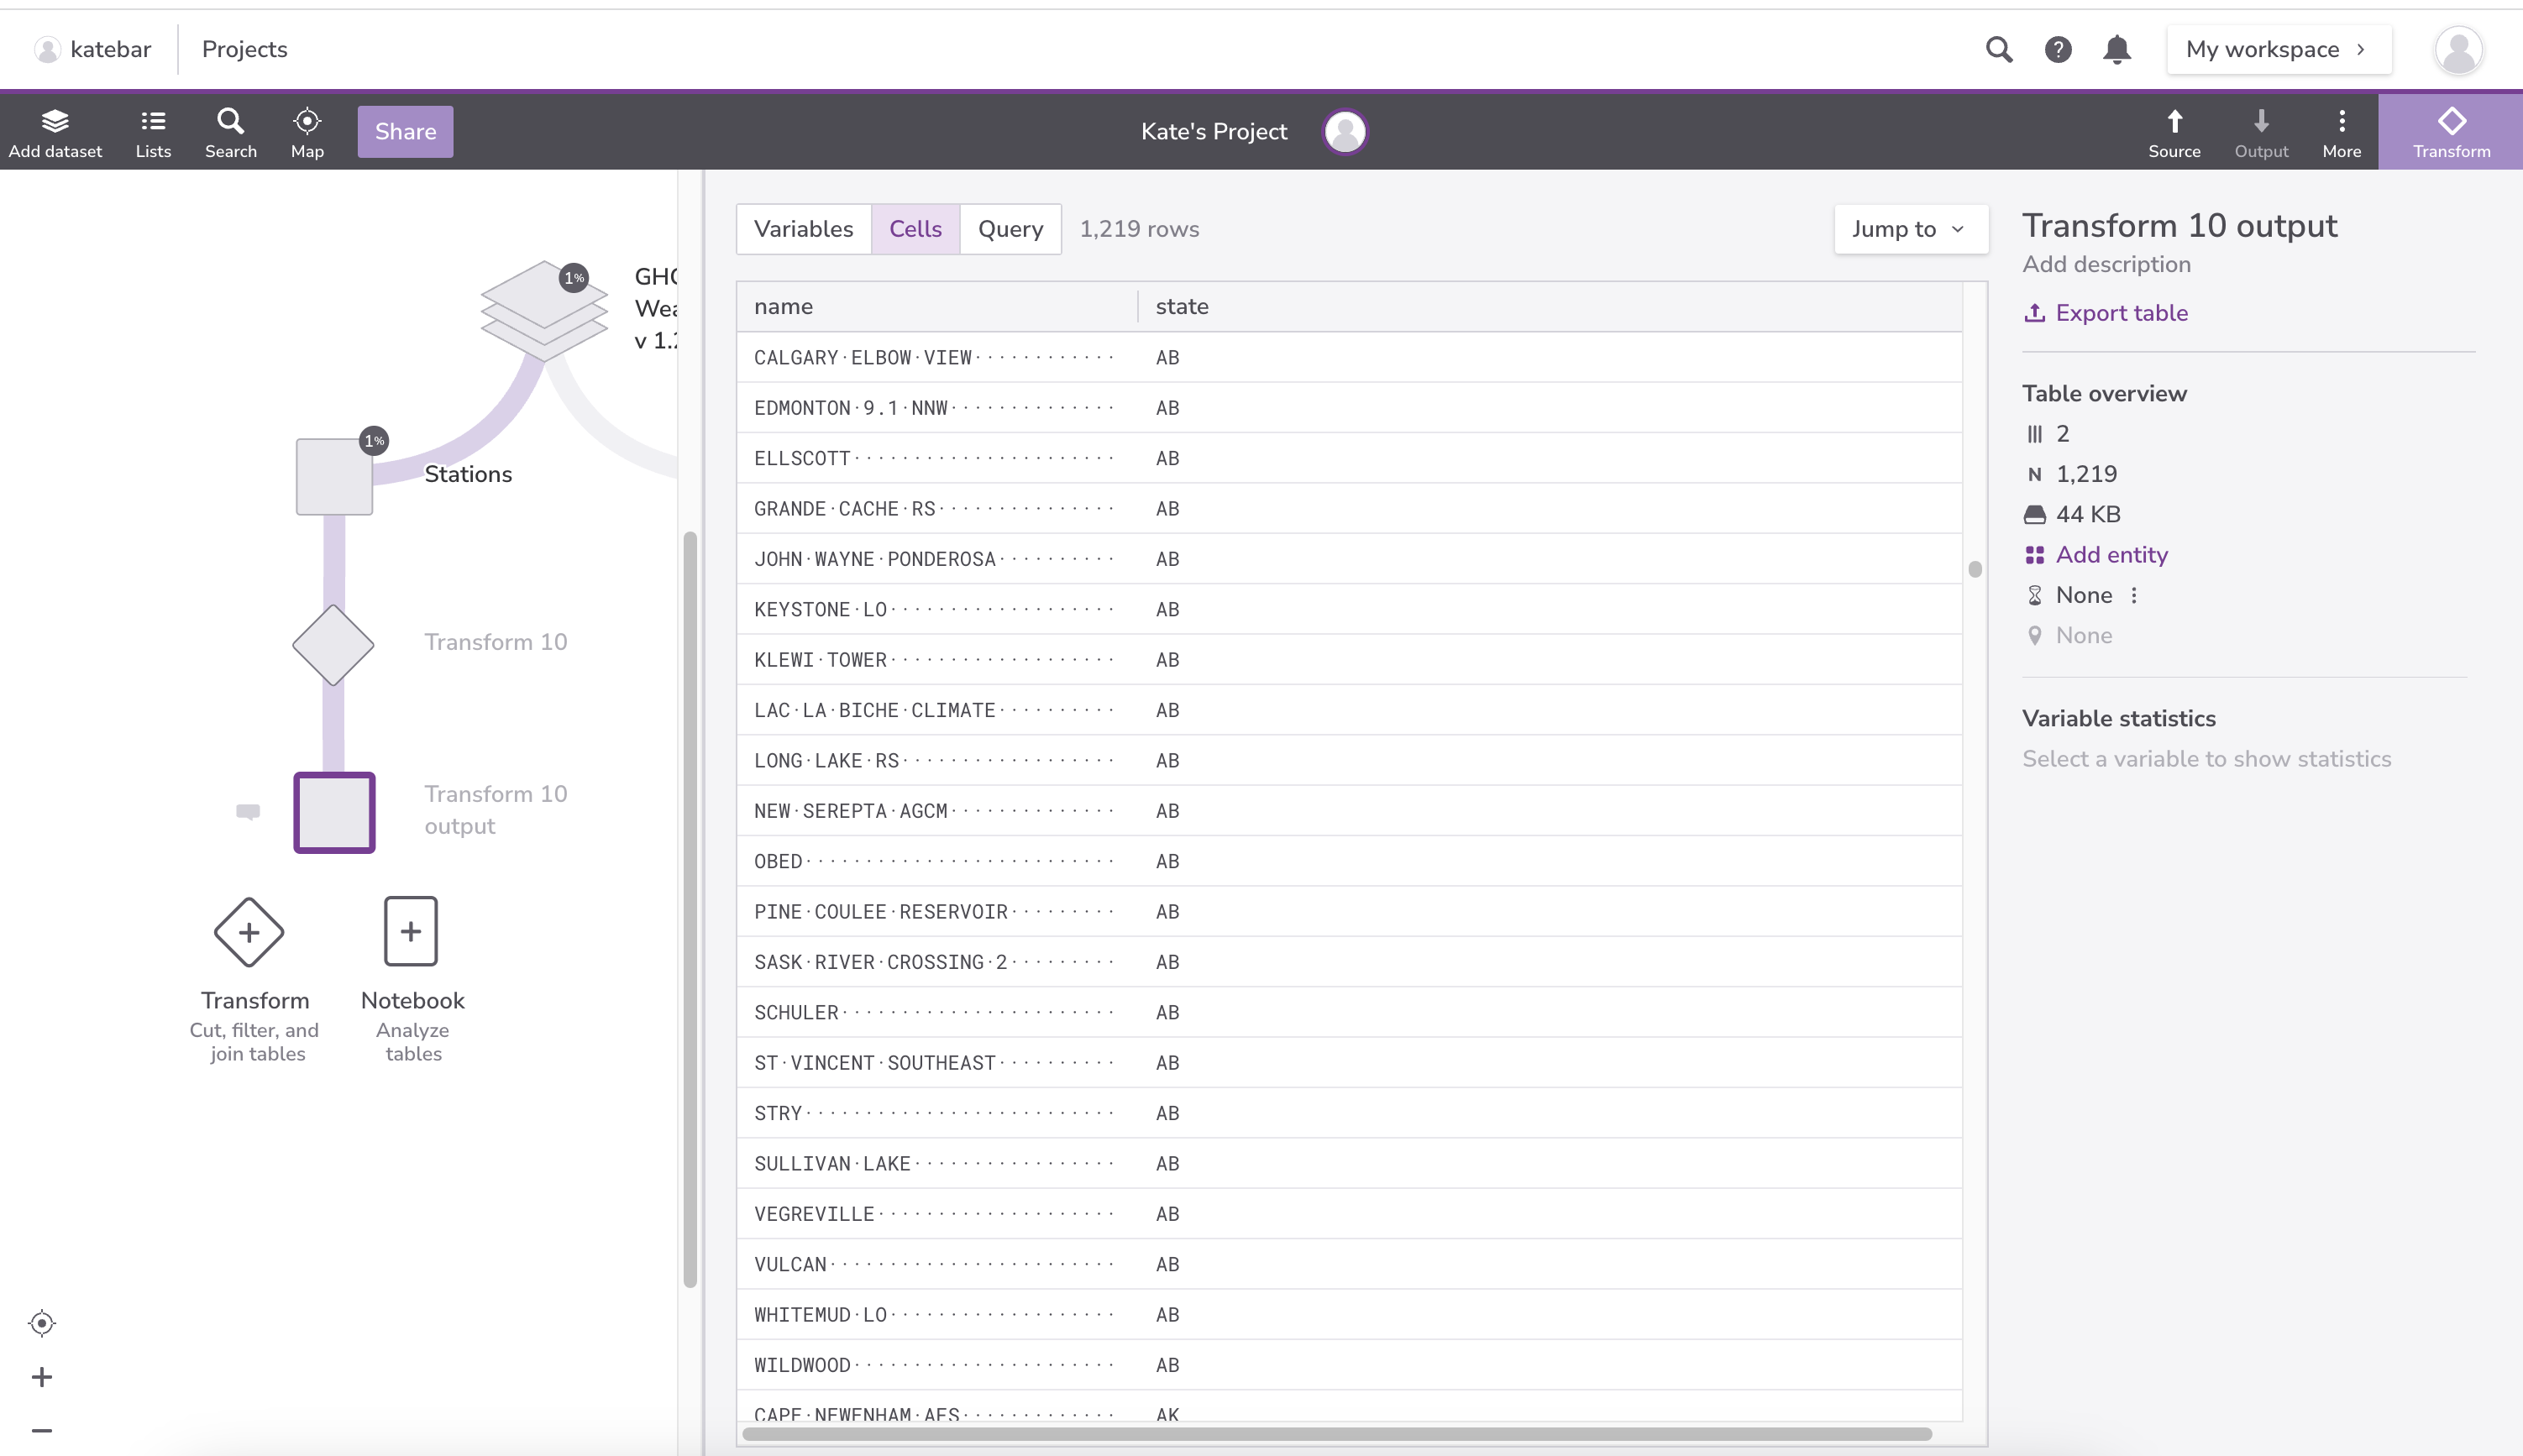 katebar
Projects
My workspace
Add dataset
Lists
Search
Map
Share
Kate's Project
Source
Output
More
Transform
1%
GHC
Wea
v 1.2
1%
Stations
Transform 10
Transform 10
output
Transform
Cut, filter, and
join tables
Notebook
Analyze
tables
Variables
Cells
Query
1,219 rows
Jump to
name state
CALGARY·ELBOW·VIEW············ AB
EDMONTON·9.1·NNW·············· AB
ELLSCOTT······················ AB
GRANDE·CACHE·RS··············· AB
JOHN·WAYNE·PONDEROSA·········· AB
KEYSTONE·LO··················· AB
KLEWI·TOWER··················· AB
LAC·LA·BICHE·CLIMATE·········· AB
LONG·LAKE·RS·················· AB
NEW·SEREPTA·AGCM·············· AB
OBED·························· AB
PINE·COULEE·RESERVOIR········· AB
SASK·RIVER·CROSSING·2········· AB
SCHULER······················· AB
ST·VINCENT·SOUTHEAST·········· AB
STRY·························· AB
SULLIVAN·LAKE················· AB
VEGREVILLE···················· AB
VULCAN························ AB
WHITEMUD·LO··················· AB
WILDWOOD······················ AB
CAPE·NEWENHAM·AFS············· AK
Transform 10 output
Add description
Export table
Table overview
2
N 1,219
44 KB
Add entity
None
None
Variable statistics
Select a variable to show statistics